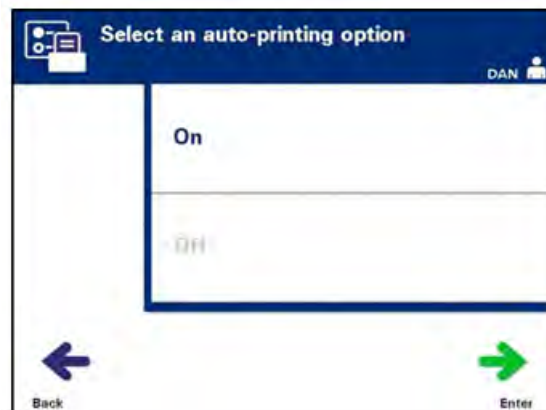 Select an auto-printing option
DAN
On
Off
Back
Enter